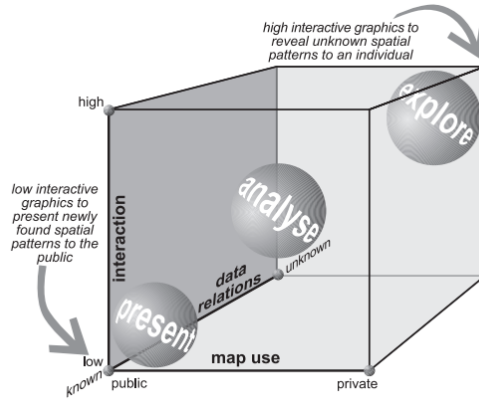 high interactive graphics to
reveal unknown spatial
patterns to an individual
high
explore
low interactive
graphics to
present newly
found spatial
patterns to the
public
interaction
analyse
data
relations
unknown
present
low
known
public
map use
private